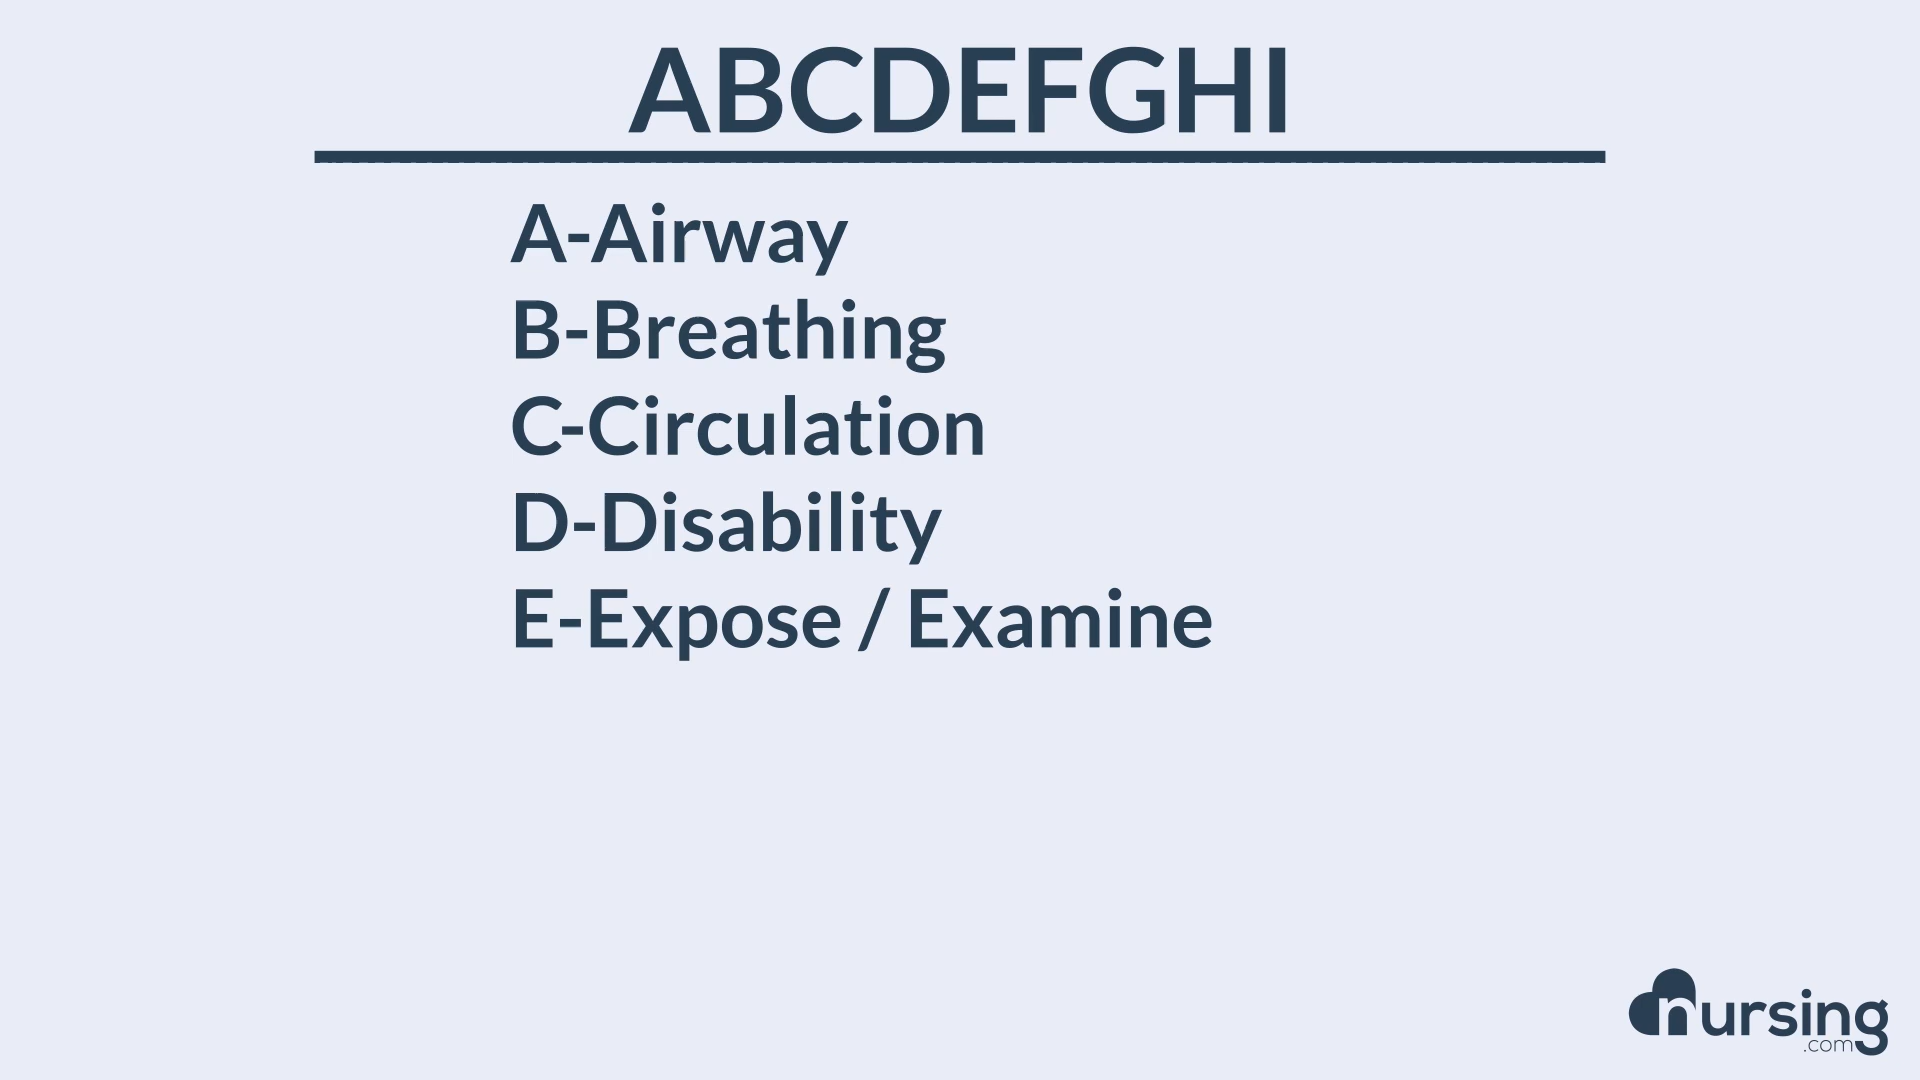 ABCDEFGHI
A-Airway
B-Breathing
C-Circulation
D-Disability
E-Expose / Examine
nursing
.com